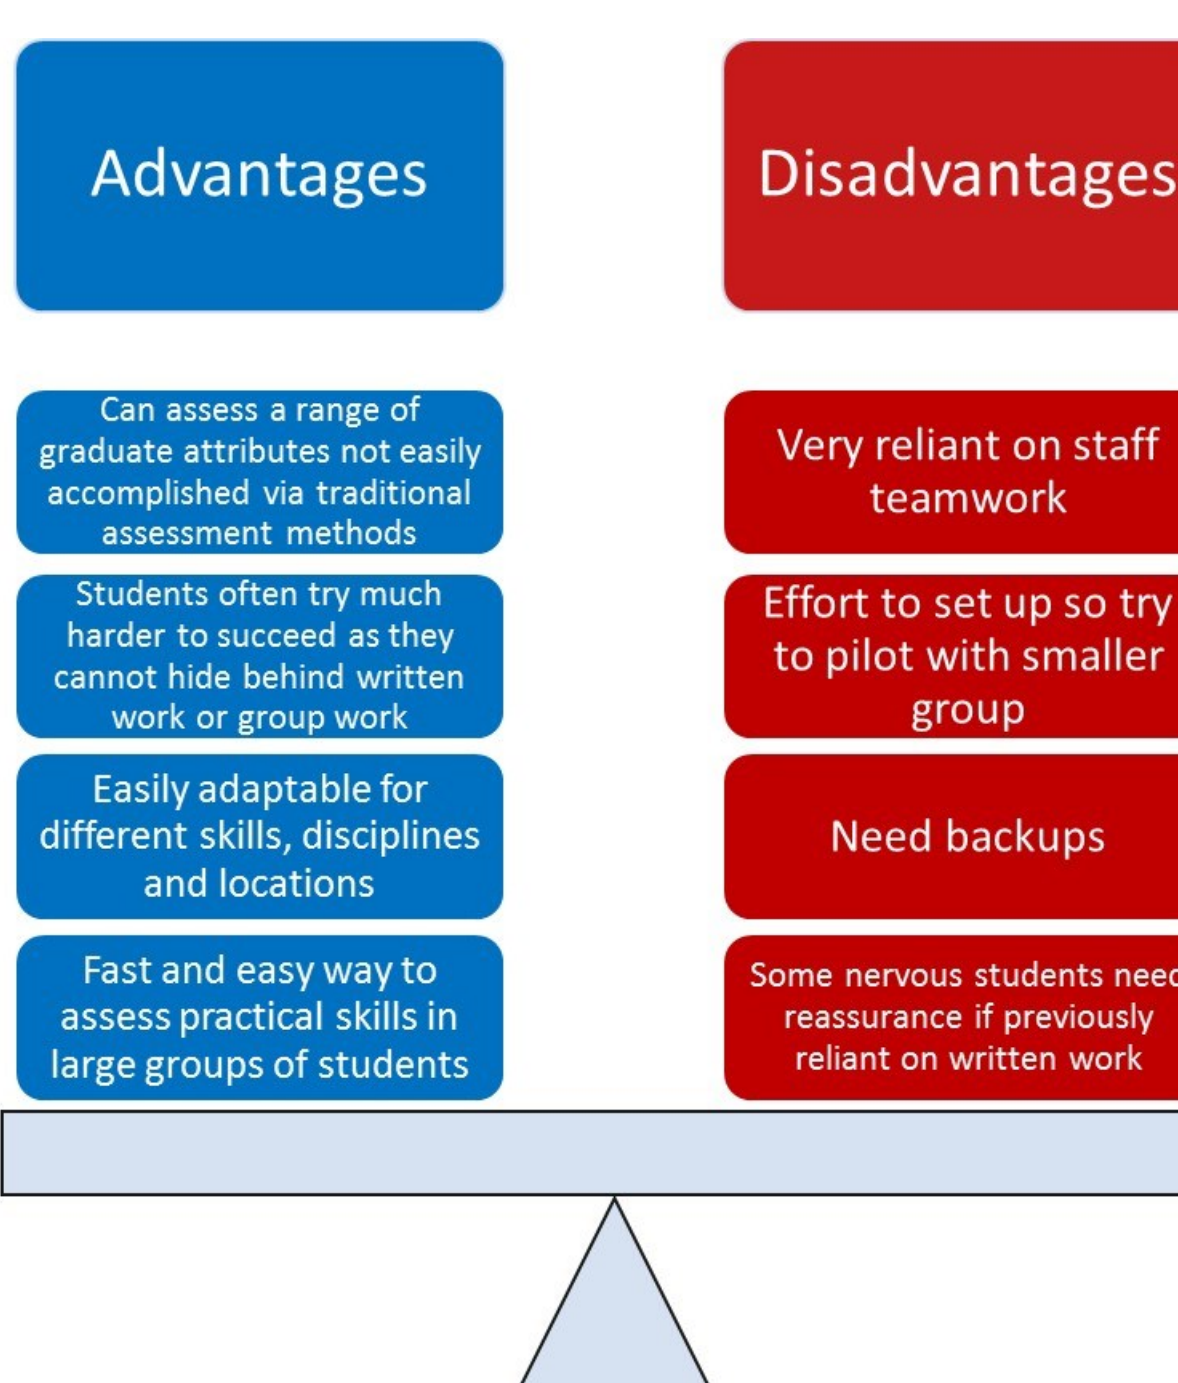 Advantages
Can assess a range of
graduate attributes not easily
accomplished via traditional
assessment methods
Students often try much
harder to succeed as they
cannot hide behind written
work or group work
Easily adaptable for
different skills, disciplines
and locations
Fast and easy way to
assess practical skills in
large groups of students
Disadvantages
Very reliant on staff
teamwork
Effort to set up so try
to pilot with smaller
group
Need backups
Some nervous students need
reassurance if previously
reliant on written work